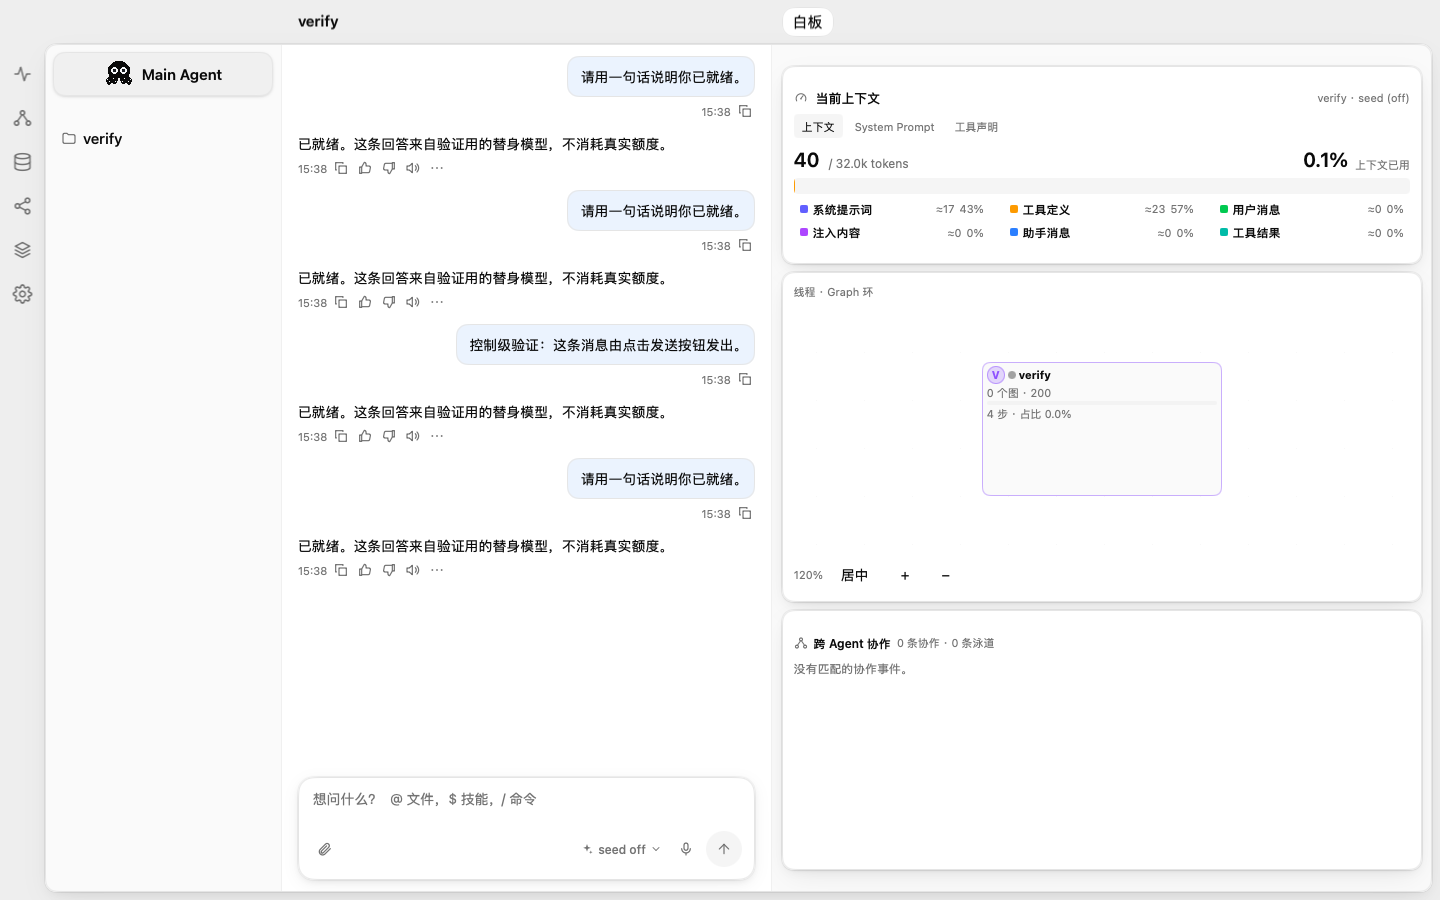 verify
白板
Main Agent
verify
请用一句话说明你已就绪。
15:38
已就绪。这条回答来自验证用的替身模型，不消耗真实额度。
15:38
请用一句话说明你已就绪。
15:38
已就绪。这条回答来自验证用的替身模型，不消耗真实额度。
15:38
控制级验证：这条消息由点击发送按钮发出。
15:38
已就绪。这条回答来自验证用的替身模型，不消耗真实额度。
15:38
请用一句话说明你已就绪。
15:38
已就绪。这条回答来自验证用的替身模型，不消耗真实额度。
15:38
想问什么？ @ 文件，$ 技能，/ 命令
seed off
当前上下文
verify · seed (off)
上下文 System Prompt 工具声明
40 / 32.0k tokens
0.1% 上下文已用
系统提示词 ≈17 43% 工具定义 ≈23 57% 用户消息 ≈0 0%
注入内容 ≈0 0% 助手消息 ≈0 0% 工具结果 ≈0 0%
线程 · Graph 环
V verify
0 个图 · 200
4 步 · 占比 0.0%
120% 居中 + −
跨 Agent 协作 0 条协作 · 0 条泳道
没有匹配的协作事件。